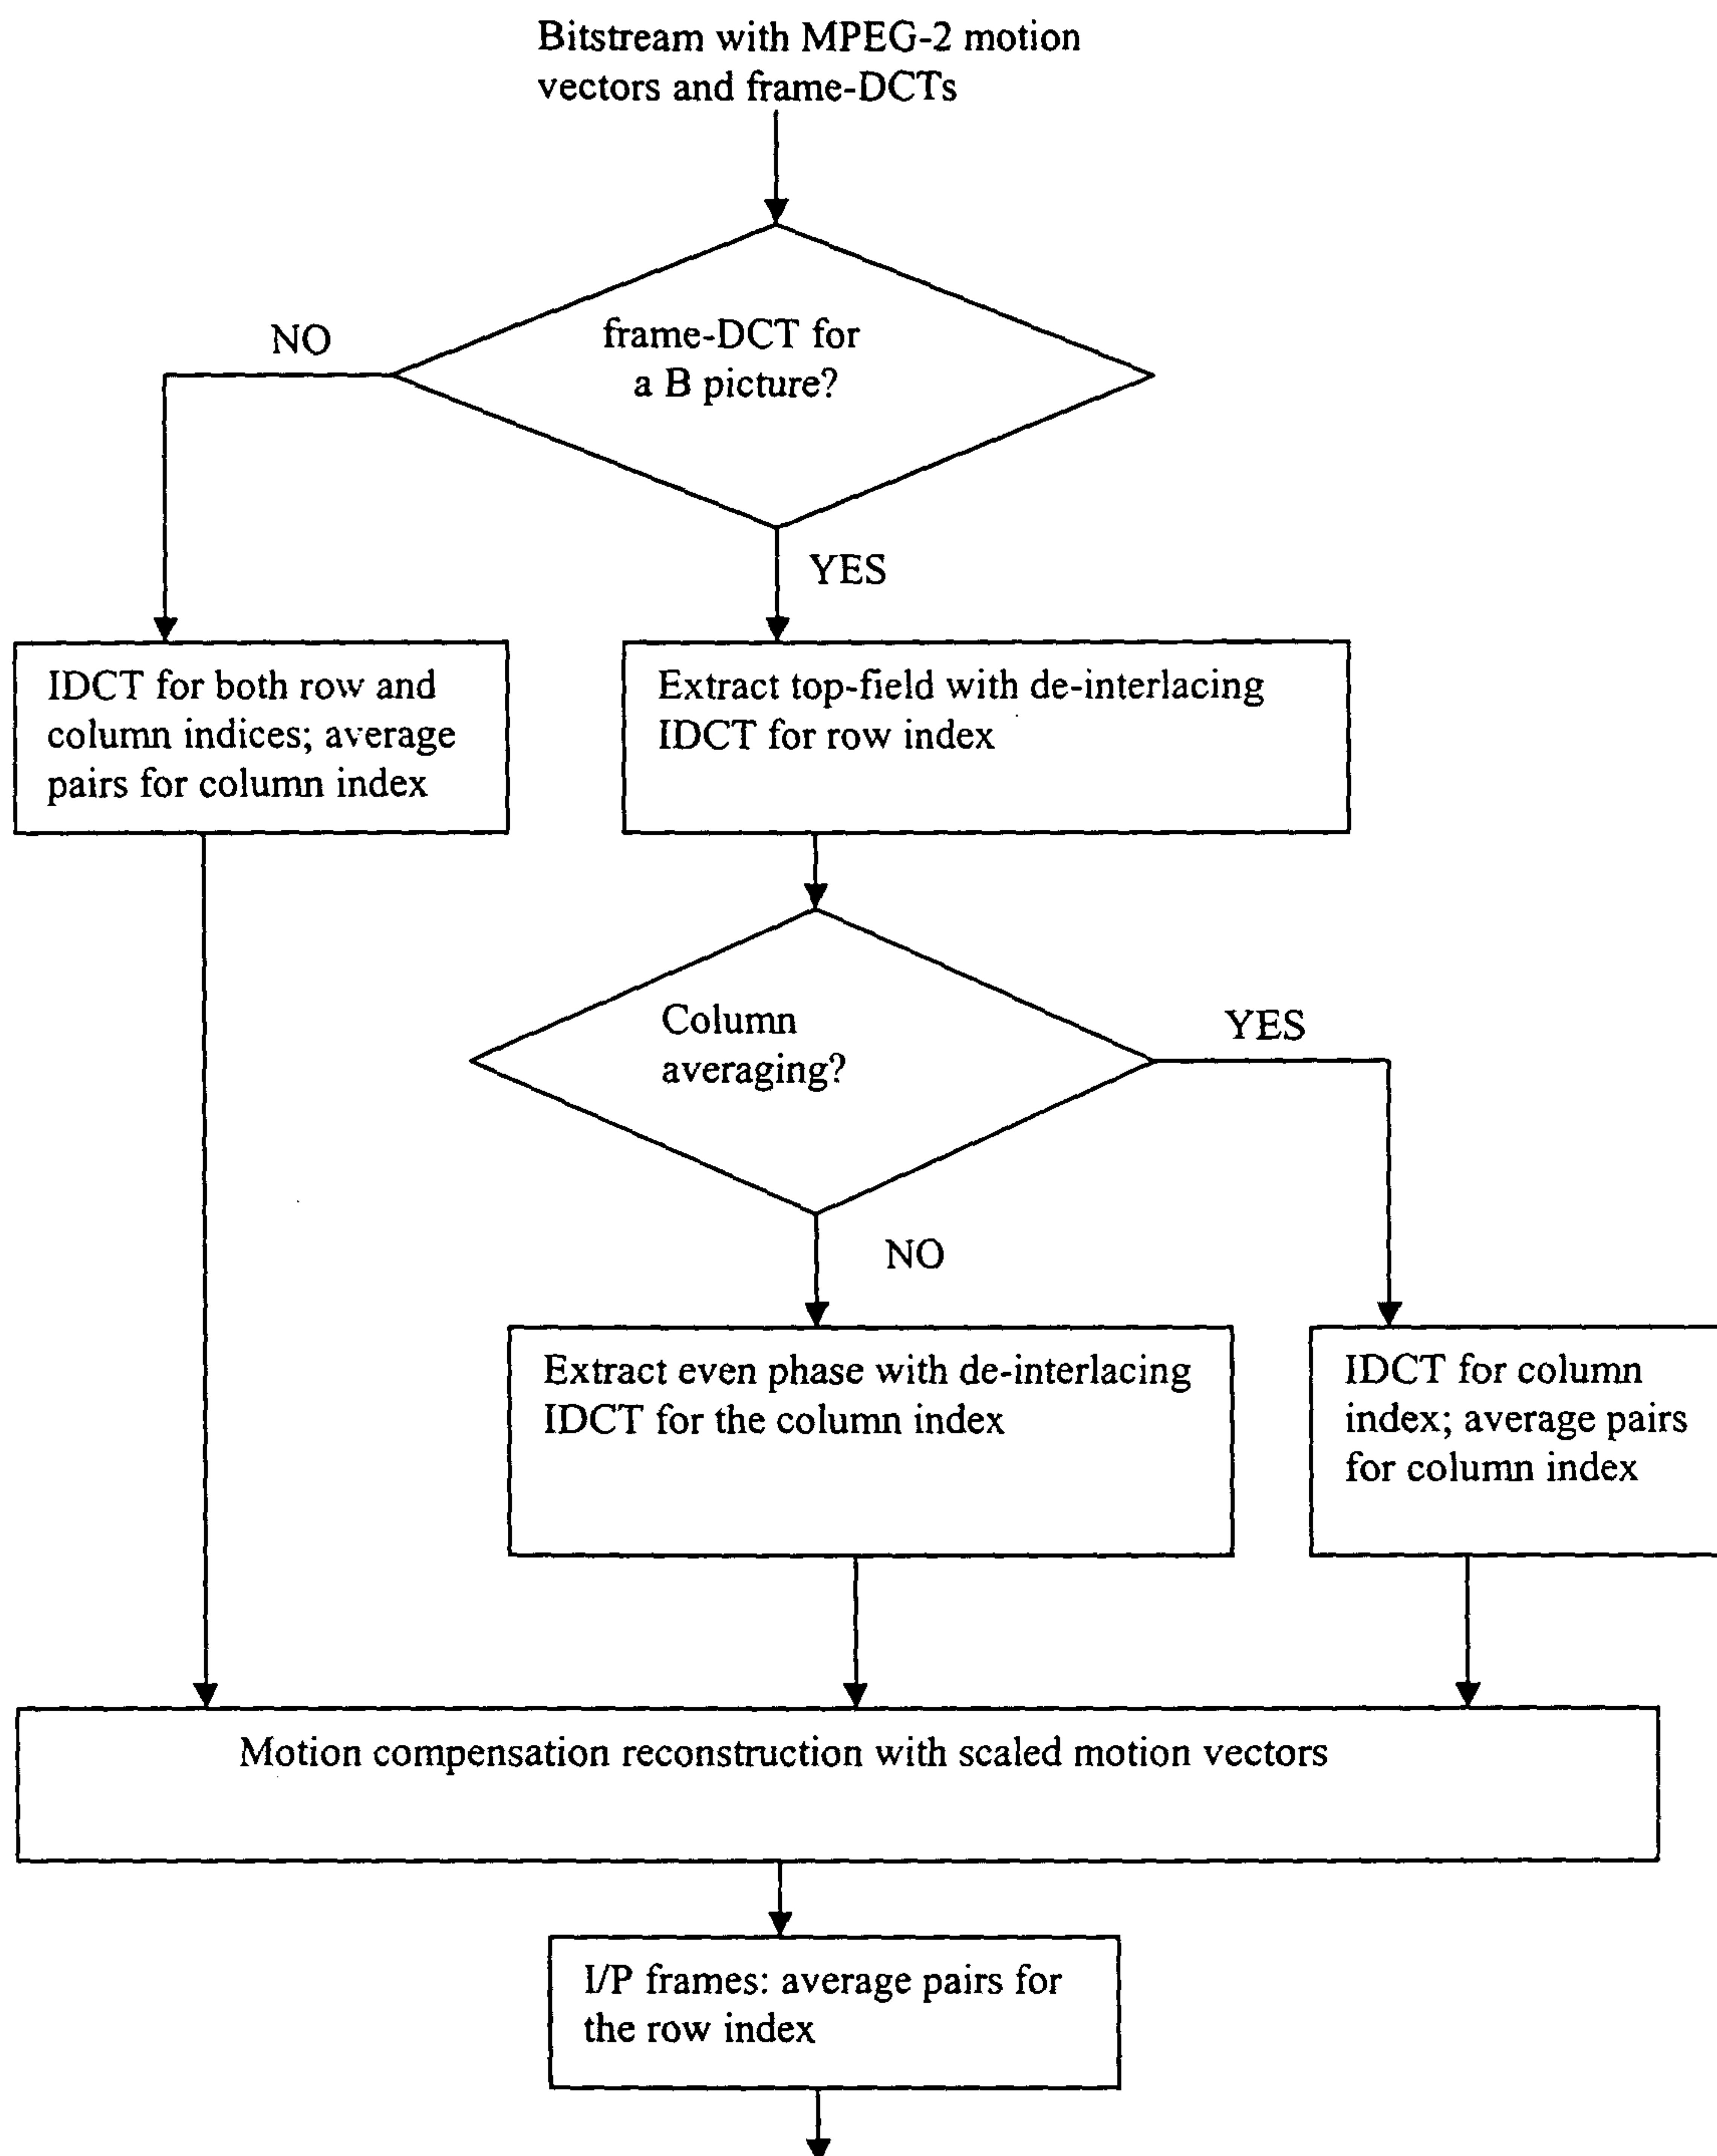 Bitstream with MPEG-2 motion
vectors and frame-DCTs
frame-DCT for
a B picture?
NO
YES
IDCT for both row and
column indices; average
pairs for column index
Extract top-field with de-interlacing
IDCT for row index
Column
averaging?
YES
NO
Extract even phase with de-interlacing
IDCT for the column index
IDCT for column
index; average pairs
for column index
Motion compensation reconstruction with scaled motion vectors
I/P frames: average pairs for
the row index